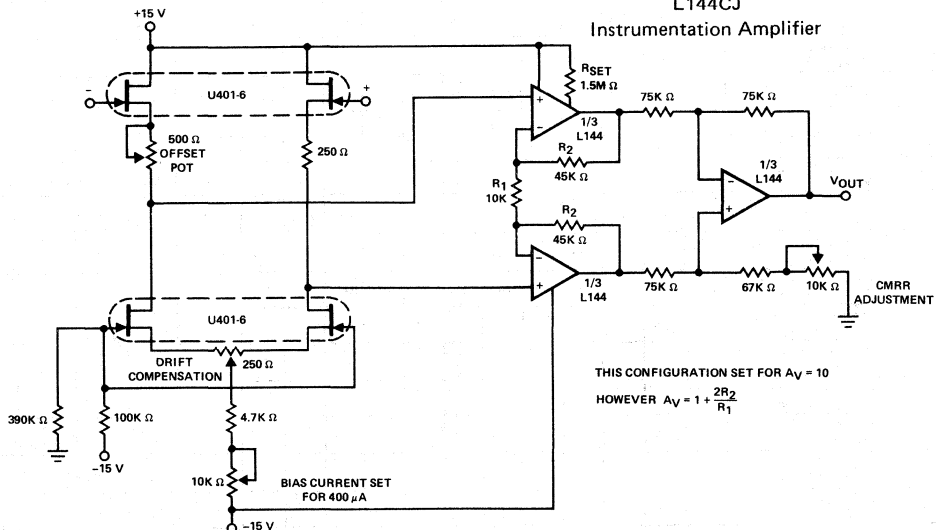 L144CJ
Instrumentation Amplifier
+15 V
RSET
1.5M Ω
−
U401-6
+
+
1/3
L144
−
75K Ω
75K Ω
500 Ω
OFFSET
POT
250 Ω
R2
45K Ω
1/3
L144
−
+
VOUT
R1
10K
R2
45K Ω
−
+
1/3
L144
75K Ω
67K Ω
10K Ω
CMRR
ADJUSTMENT
U401-6
DRIFT
COMPENSATION
250 Ω
THIS CONFIGURATION SET FOR AV = 10
HOWEVER AV = 1 + 2R2/R1
390K Ω
100K Ω
−15 V
4.7K Ω
10K Ω
BIAS CURRENT SET
FOR 400 μA
−15 V